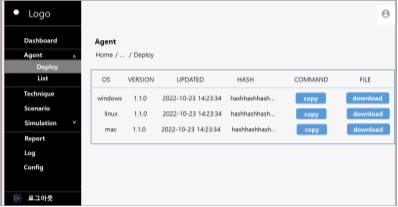 Logo
Dashboard
Agent ∧
Deploy
List
Technique
Scenario
Simulation ∨
Report
Log
Config
로그아웃
Agent
Home / ... / Deploy
OS VERSION UPDATED HASH COMMAND FILE
windows 1.1.0 2022-10-23 14:23:34 hashhashhash... copy download
linux 1.1.0 2022-10-23 14:23:34 hashhashhash... copy download
mac 1.1.0 2022-10-23 14:23:34 hashhashhash... copy download